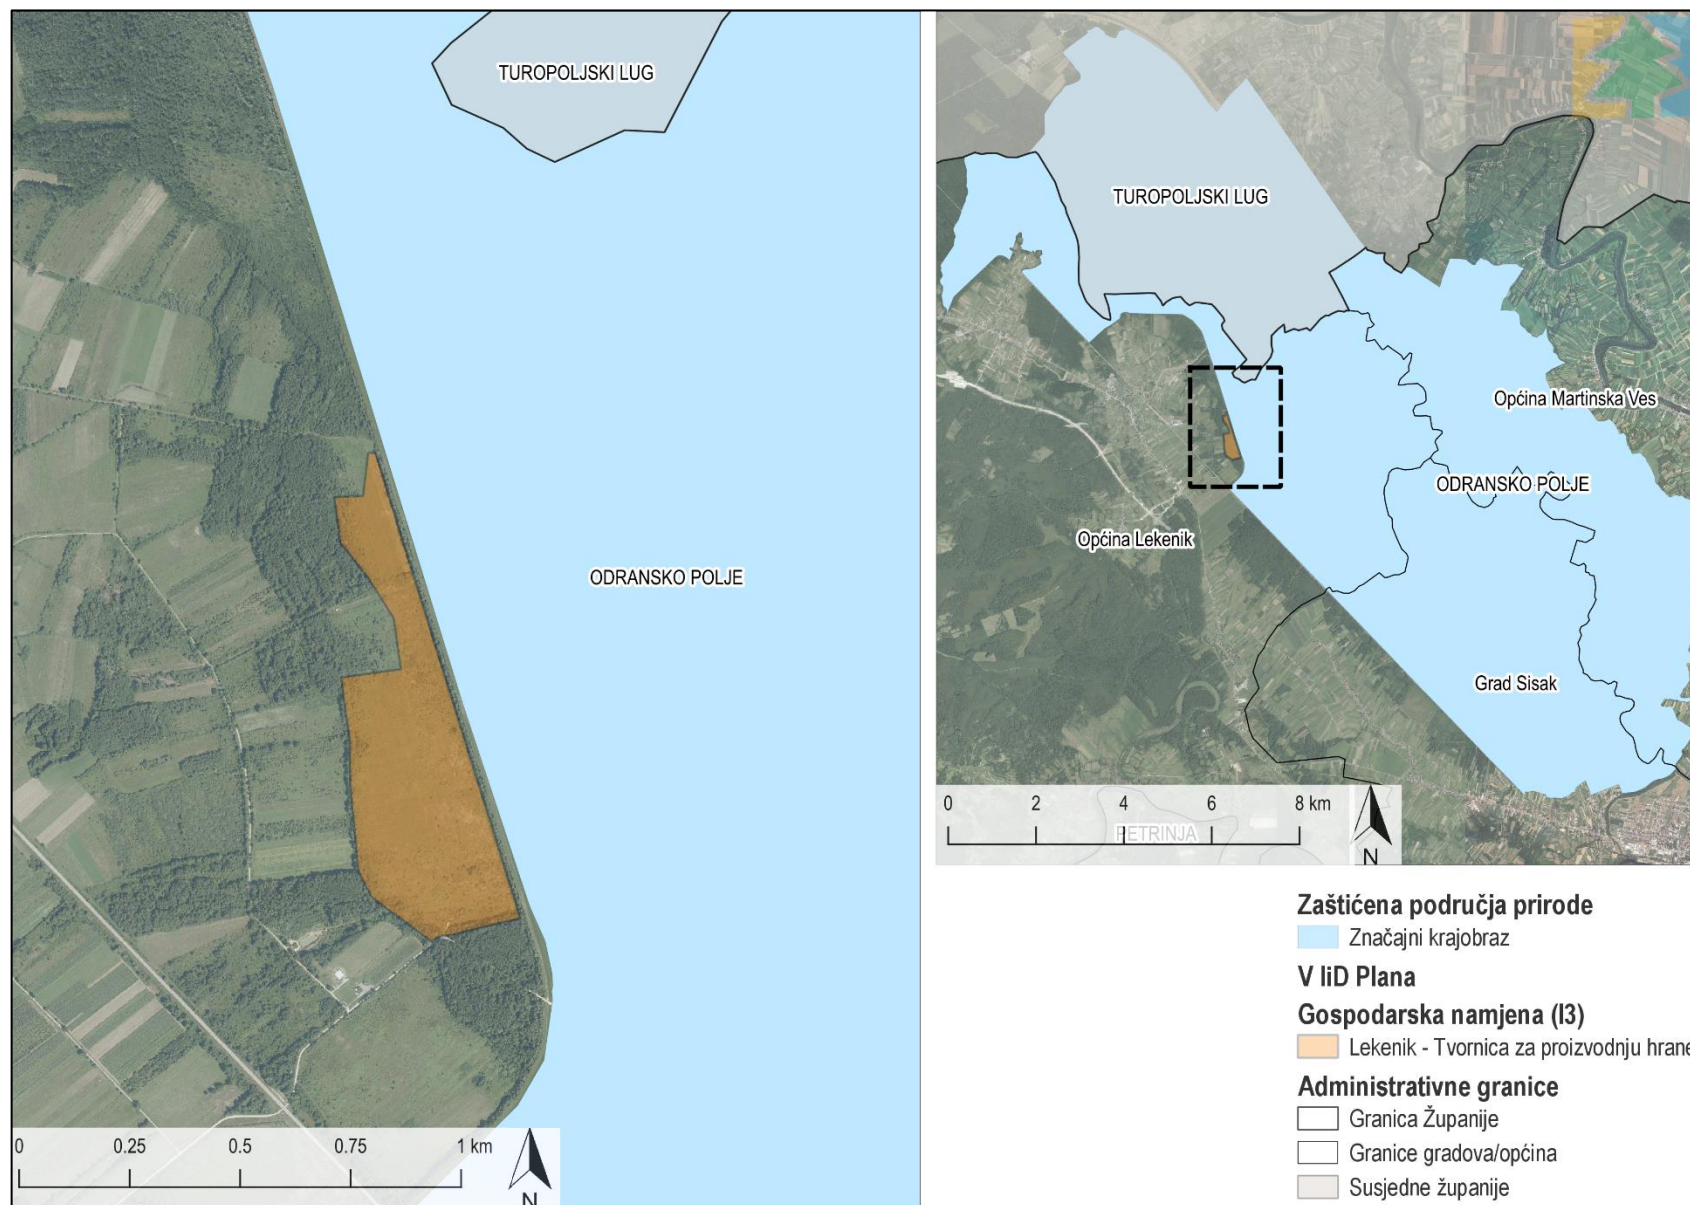 TUROPOLJSKI LUG
ODRANSKO POLJE
0 0.25 0.5 0.75 1 km
N
TUROPOLJSKI LUG
Općina Martinska Ves
ODRANSKO POLJE
Općina Lekenik
Grad Sisak
0 2 4 6 8 km
PETRINJA
N
Zaštićena područja prirode
Značajni krajobraz
V IiD Plana
Gospodarska namjena (I3)
Lekenik - Tvornica za proizvodnju hrane
Administrativne granice
Granica Županije
Granice gradova/općina
Susjedne županije